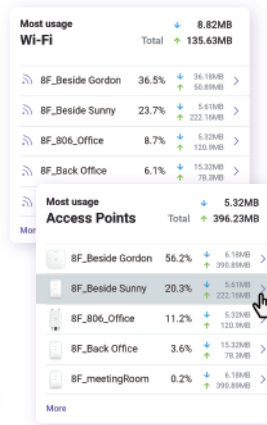 Most usage
Wi-Fi
8.82MB
Total 135.63MB
8F_Beside Gordon 36.5% 36.18MB
50.89MB
8F_Beside Sunny 23.7% 5.61MB
222.16MB
8F_806_Office 8.7% 5.32MB
120.9MB
8F_Back Office 6.1% 15.32MB
78.3MB
Mor
Most usage
Access Points
5.32MB
Total 396.23MB
8F_Beside Gordon 56.2% 6.18MB
390.89MB
8F_Beside Sunny 20.3% 5.61MB
222.16MB
8F_806_Office 11.2% 5.32MB
120.9MB
8F_Back Office 3.6% 15.32MB
78.3MB
8F_meetingRoom 0.2% 6.18MB
390.89MB
More